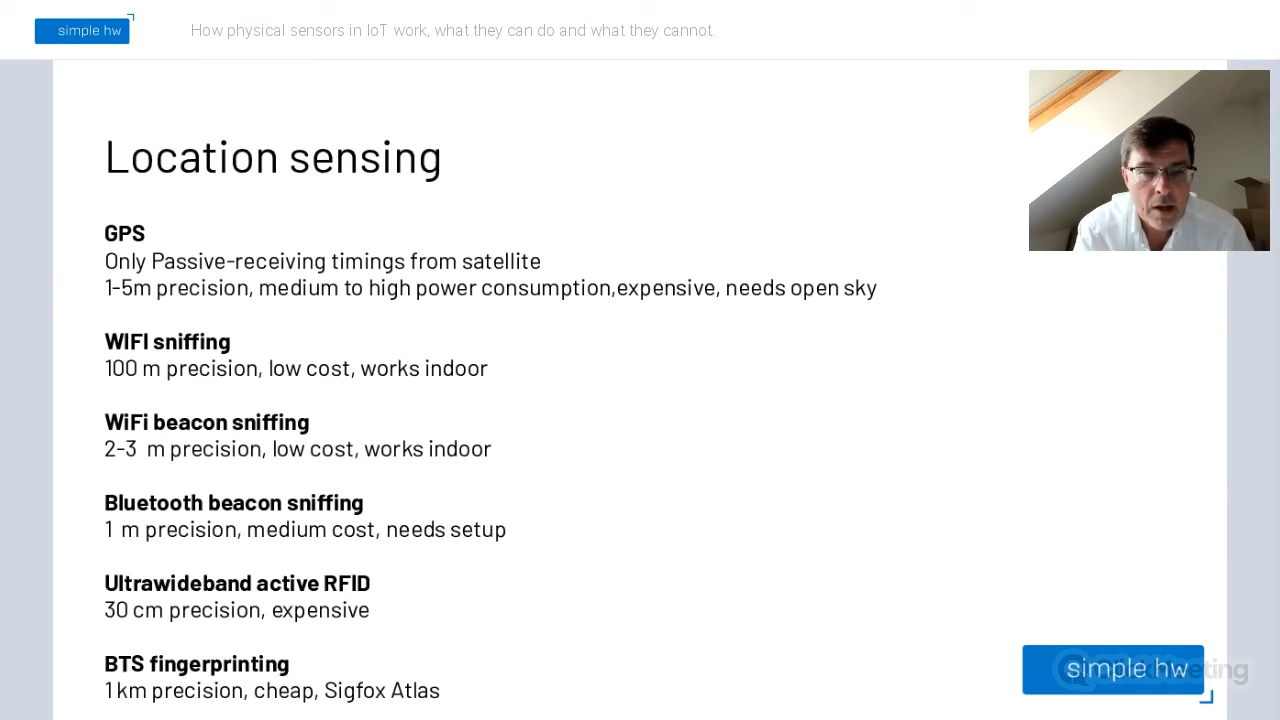 simple hw
How physical sensors in IoT work, what they can do and what they cannot.
Location sensing
GPS
Only Passive-receiving timings from satellite
1-5m precision, medium to high power consumption,expensive, needs open sky
WIFI sniffing
100 m precision, low cost, works indoor
WiFi beacon sniffing
2-3 m precision, low cost, works indoor
Bluetooth beacon sniffing
1 m precision, medium cost, needs setup
Ultrawideband active RFID
30 cm precision, expensive
BTS fingerprinting
1 km precision, cheap, Sigfox Atlas
simple hw